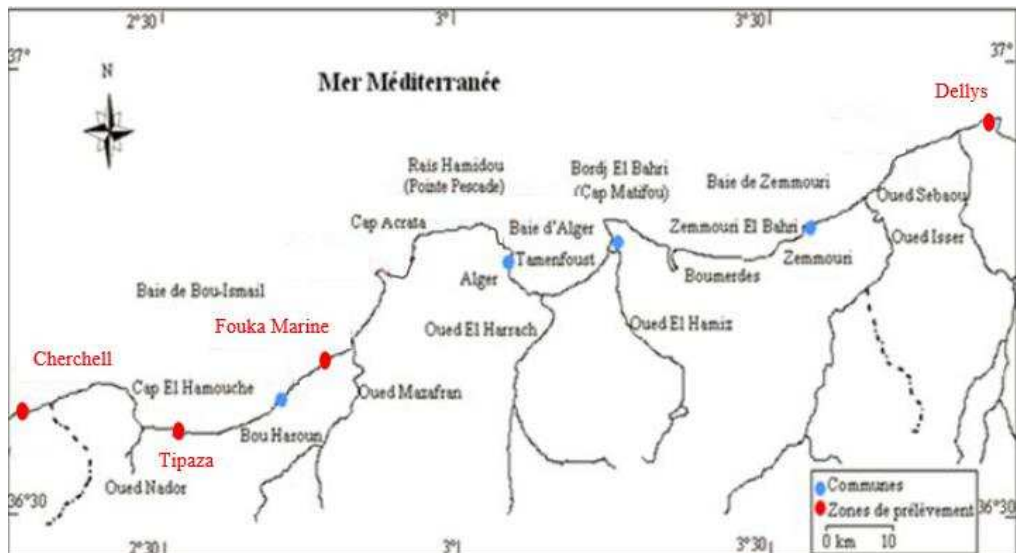 2°30
3°1
3°30
37°
37°
N
Mer Méditerranée
Dellys
Rais Hamidou
(Pointe Pescade)
Bordj El Bahri
(Cap Matifou)
Baie de Zemmouri
Oued Sebaou
Cap Acrata
Baie d'Alger
Zemmouri El Bahri
Oued Isser
Tamenfoust
Zemmouri
Alger
Boumerdes
Baie de Bou-Ismail
Fouka Marine
Oued El Harrach
Oued El Hamiz
Cherchell
Cap El Hamouche
Oued Mazafran
Bou Haroun
Tipaza
Oued Nador
36°30
Communes
Zones de prélèvement
0 km 10
36°30
2°30
3°1
3°30